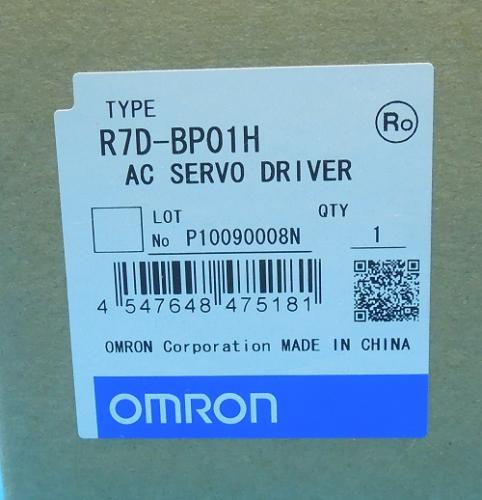 TYPE
Ro
R7D-BP01H
AC SERVO DRIVER
LOT
No P10090008N
QTY
1
4 547648 475181
OMRON Corporation MADE IN CHINA
OMRON